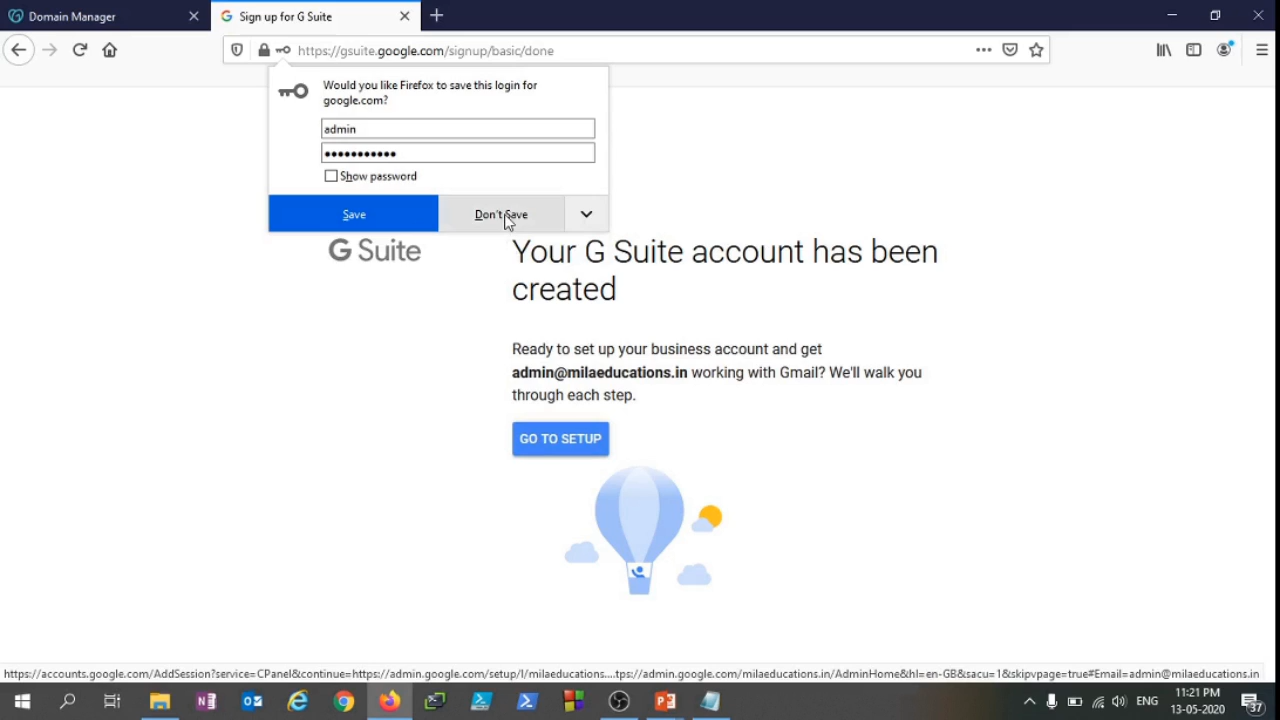 Domain Manager
Sign up for G Suite
https://gsuite.google.com/signup/basic/done
Would you like Firefox to save this login for
google.com?
admin
Show password
Save
Don't Save
G Suite
Your G Suite account has been
created
Ready to set up your business account and get
admin@milaeducations.in working with Gmail? We'll walk you
through each step.
GO TO SETUP
https://accounts.google.com/AddSession?service=CPanel&continue=https://admin.google.com/setup/l/milaeducations....tps://admin.google.com/milaeducations.in/AdminHome&hl=en-GB&sacu=1&skipvpage=true#Email=admin@milaeducations.in
ENG
11:21 PM
13-05-2020
37